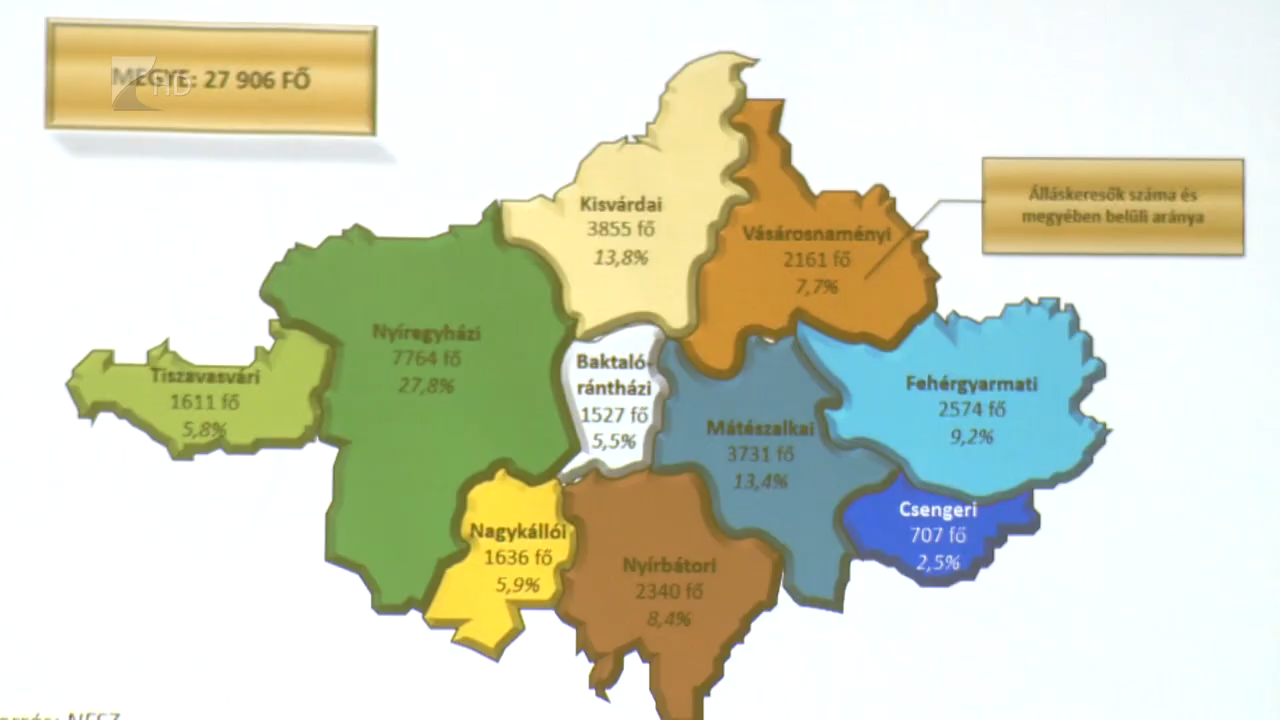 MEGYE: 27 906 FŐ
HD
Álláskeresők száma és
megyében belüli aránya
Kisvárdai
3855 fő
13,8%
Vásárosnaményi
2161 fő
7,7%
Nyíregyházi
7764 fő
27,8%
Tiszavasvári
1611 fő
5,8%
Baktaló-
rántházi
1527 fő
5,5%
Fehérgyarmati
2574 fő
9,2%
Mátészalkai
3731 fő
13,4%
Csengeri
707 fő
2,5%
Nagykállói
1636 fő
5,9%
Nyírbátori
2340 fő
8,4%